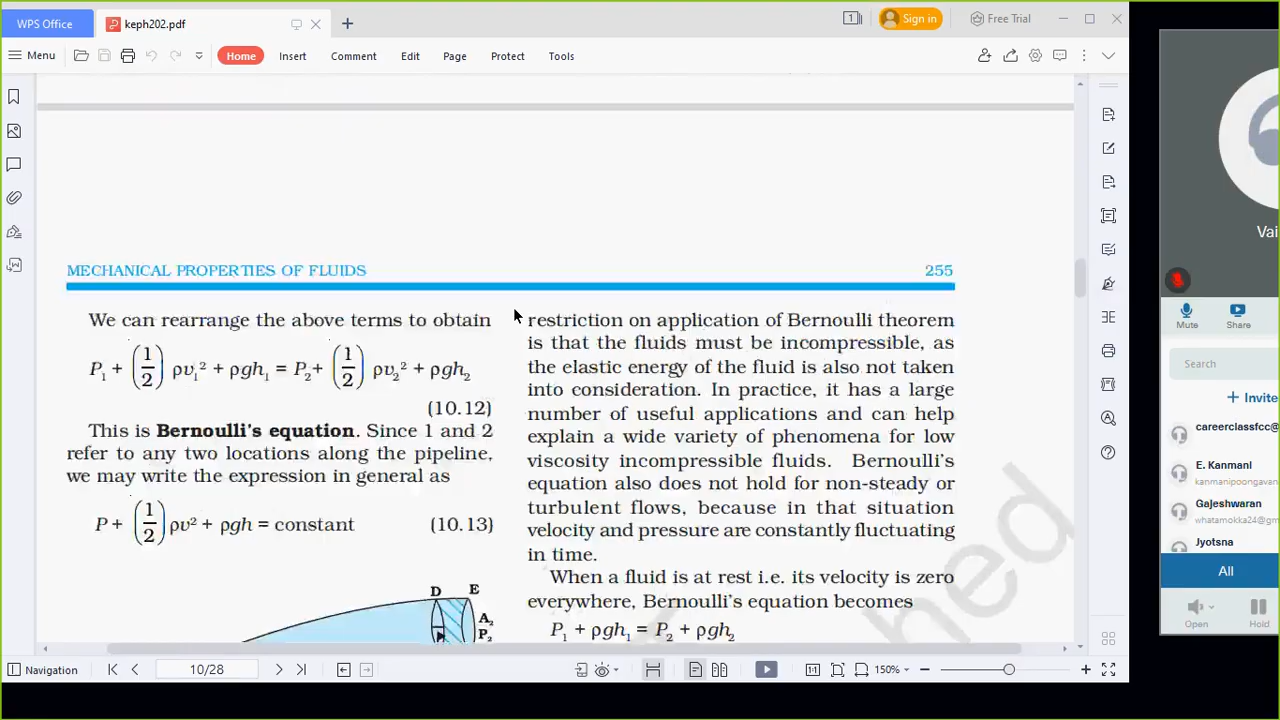 WPS Office
keph202.pdf
1
Sign in
Free Trial
Menu
Home
Insert
Comment
Edit
Page
Protect
Tools
MECHANICAL PROPERTIES OF FLUIDS
255
We can rearrange the above terms to obtain
P₁ + (1/2) ρv₁² + ρgh₁ = P₂ + (1/2) ρv₂² + ρgh₂
(10.12)
This is Bernoulli's equation. Since 1 and 2
refer to any two locations along the pipeline,
we may write the expression in general as
P + (1/2) ρv² + ρgh = constant (10.13)
D E
A₂
P₂
restriction on application of Bernoulli theorem
is that the fluids must be incompressible, as
the elastic energy of the fluid is also not taken
into consideration. In practice, it has a large
number of useful applications and can help
explain a wide variety of phenomena for low
viscosity incompressible fluids. Bernoulli's
equation also does not hold for non-steady or
turbulent flows, because in that situation
velocity and pressure are constantly fluctuating
in time.
When a fluid is at rest i.e. its velocity is zero
everywhere, Bernoulli's equation becomes
P₁ + ρgh₁ = P₂ + ρgh₂
hed
Navigation
10/28
1:1
150%
Vai
Mute
Share
Search
+ Invite
careerclassfcc@
E. Kanmani
kanmanipoongavan
Gajeshwaran
whatamokka24@gm
Jyotsna
All
Open
Hold